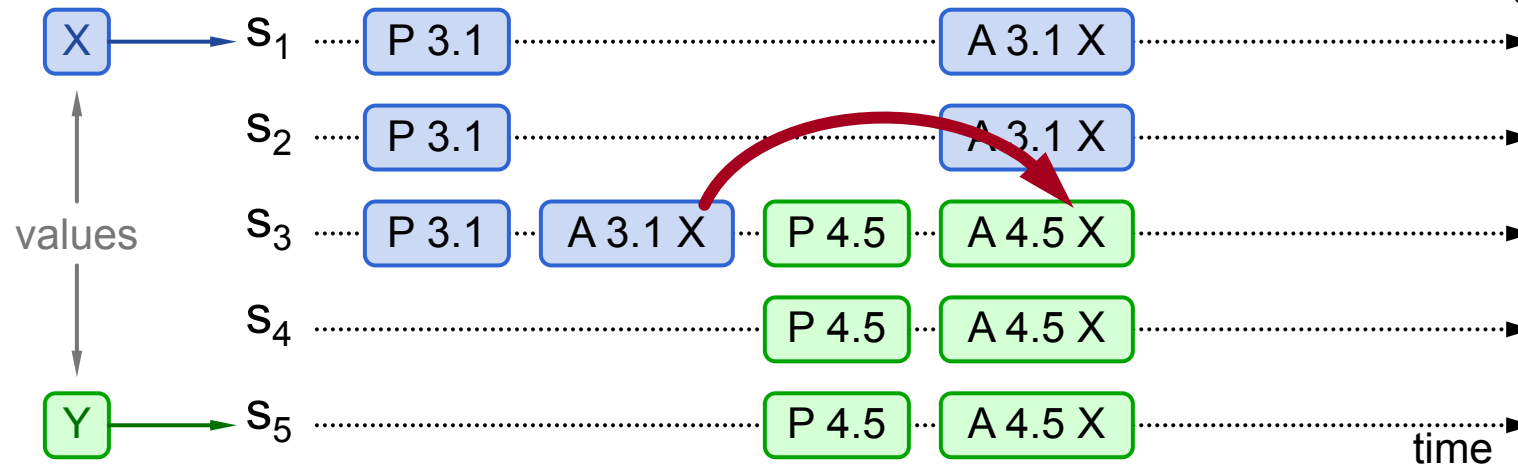 X s1 P 3.1 A 3.1 X
s2 P 3.1 A 3.1 X
values s3 P 3.1 A 3.1 X P 4.5 A 4.5 X
s4 P 4.5 A 4.5 X
Y s5 P 4.5 A 4.5 X
time